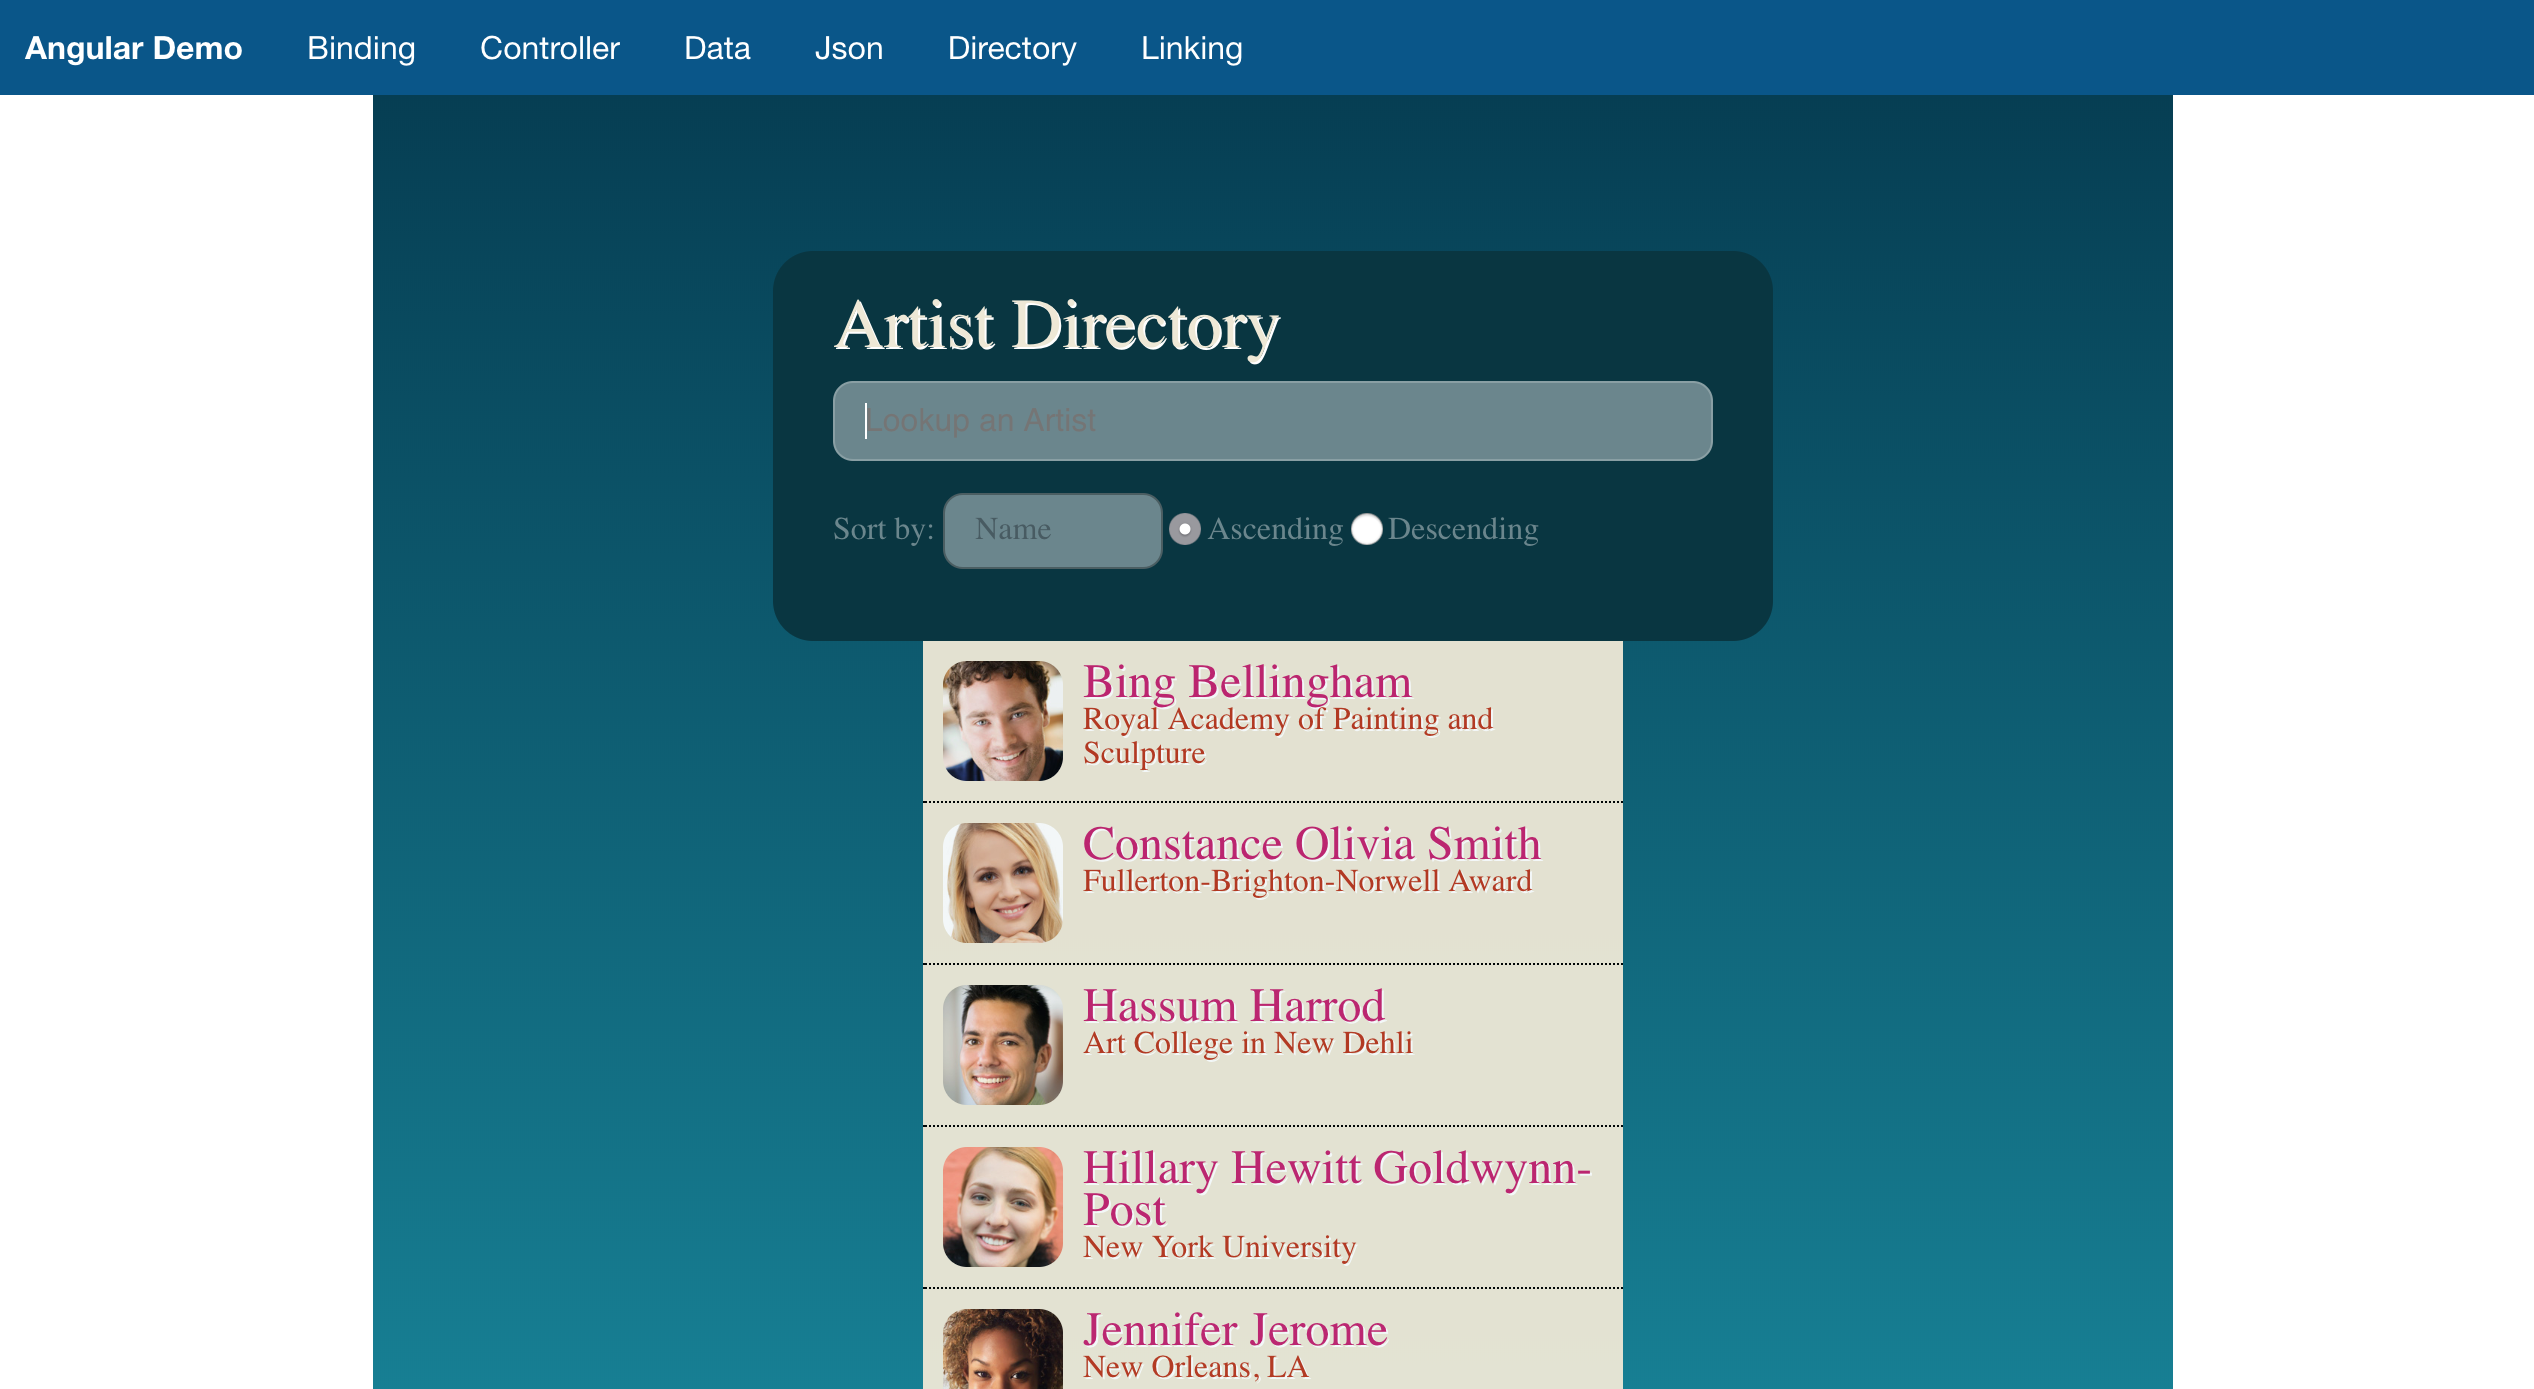 Angular Demo Binding Controller Data Json Directory Linking
Artist Directory
Lookup an Artist
Sort by: Name Ascending Descending
Bing Bellingham
Royal Academy of Painting and
Sculpture
Constance Olivia Smith
Fullerton-Brighton-Norwell Award
Hassum Harrod
Art College in New Dehli
Hillary Hewitt Goldwynn-
Post
New York University
Jennifer Jerome
New Orleans, LA